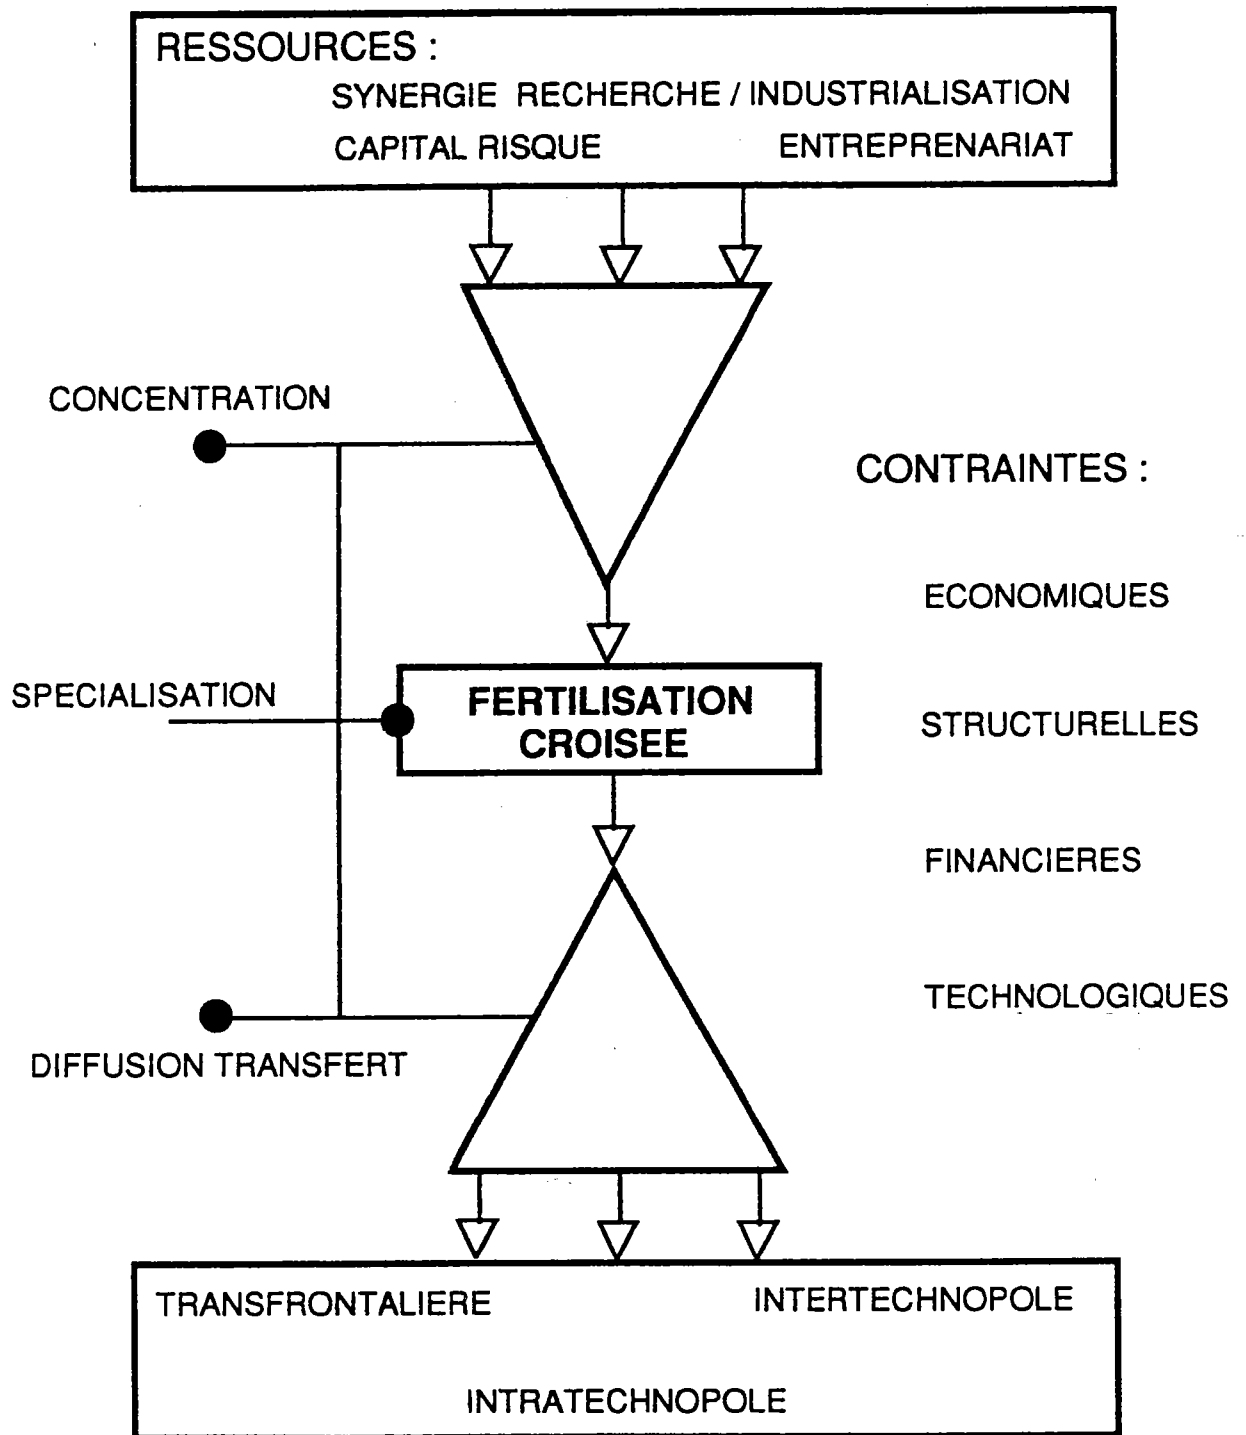 RESSOURCES :
SYNERGIE RECHERCHE / INDUSTRIALISATION
CAPITAL RISQUE ENTREPRENARIAT
CONCENTRATION
CONTRAINTES :
ECONOMIQUES
SPECIALISATION
FERTILISATION
CROISEE
STRUCTURELLES
FINANCIERES
TECHNOLOGIQUES
DIFFUSION TRANSFERT
TRANSFRONTALIERE INTERTECHNOPOLE
INTRATECHNOPOLE